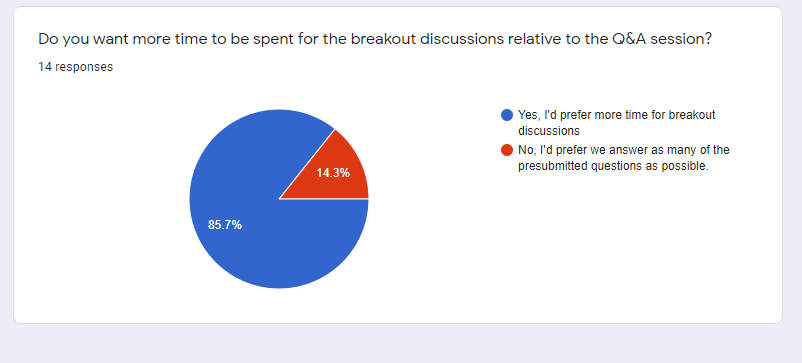 Do you want more time to be spent for the breakout discussions relative to the Q&A session?
14 responses
Yes, I'd prefer more time for breakout
discussions
No, I'd prefer we answer as many of the
presubmitted questions as possible.
14.3%
85.7%